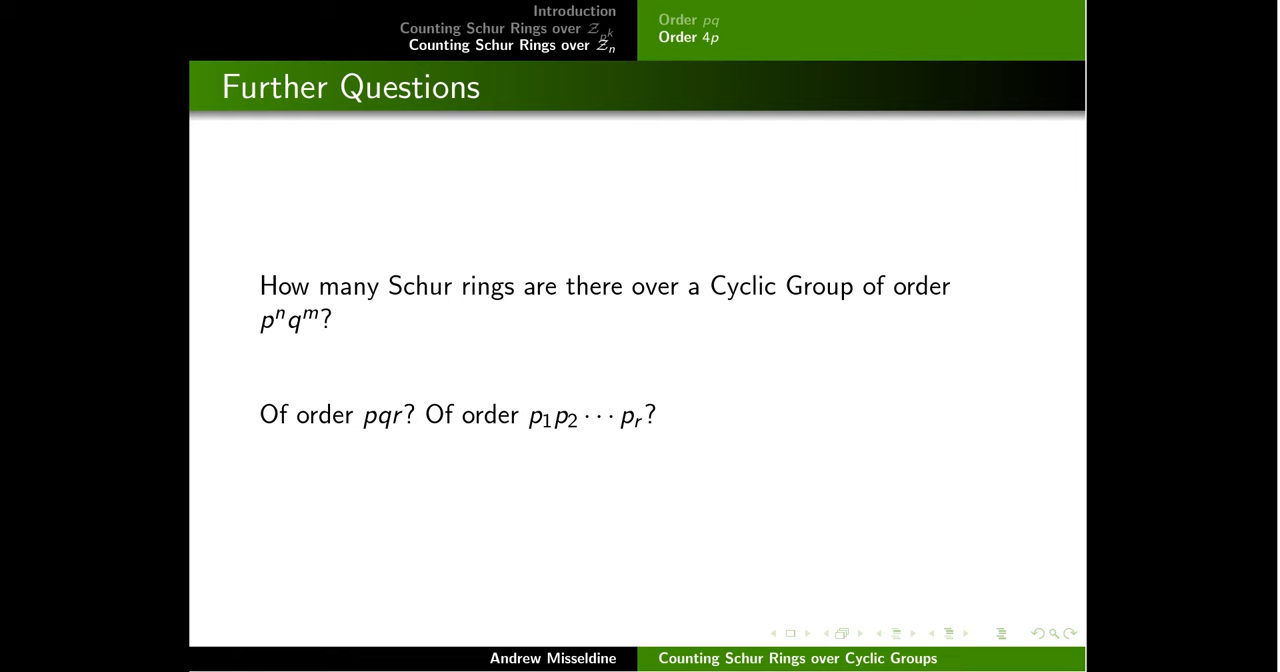 Introduction
Counting Schur Rings over 𝒵_{p^k}
Counting Schur Rings over 𝒵_n
Order pq
Order 4p
Further Questions
How many Schur rings are there over a Cyclic Group of order
p^n q^m?
Of order pqr? Of order p_1p_2 ··· p_r?
Andrew Misseldine
Counting Schur Rings over Cyclic Groups